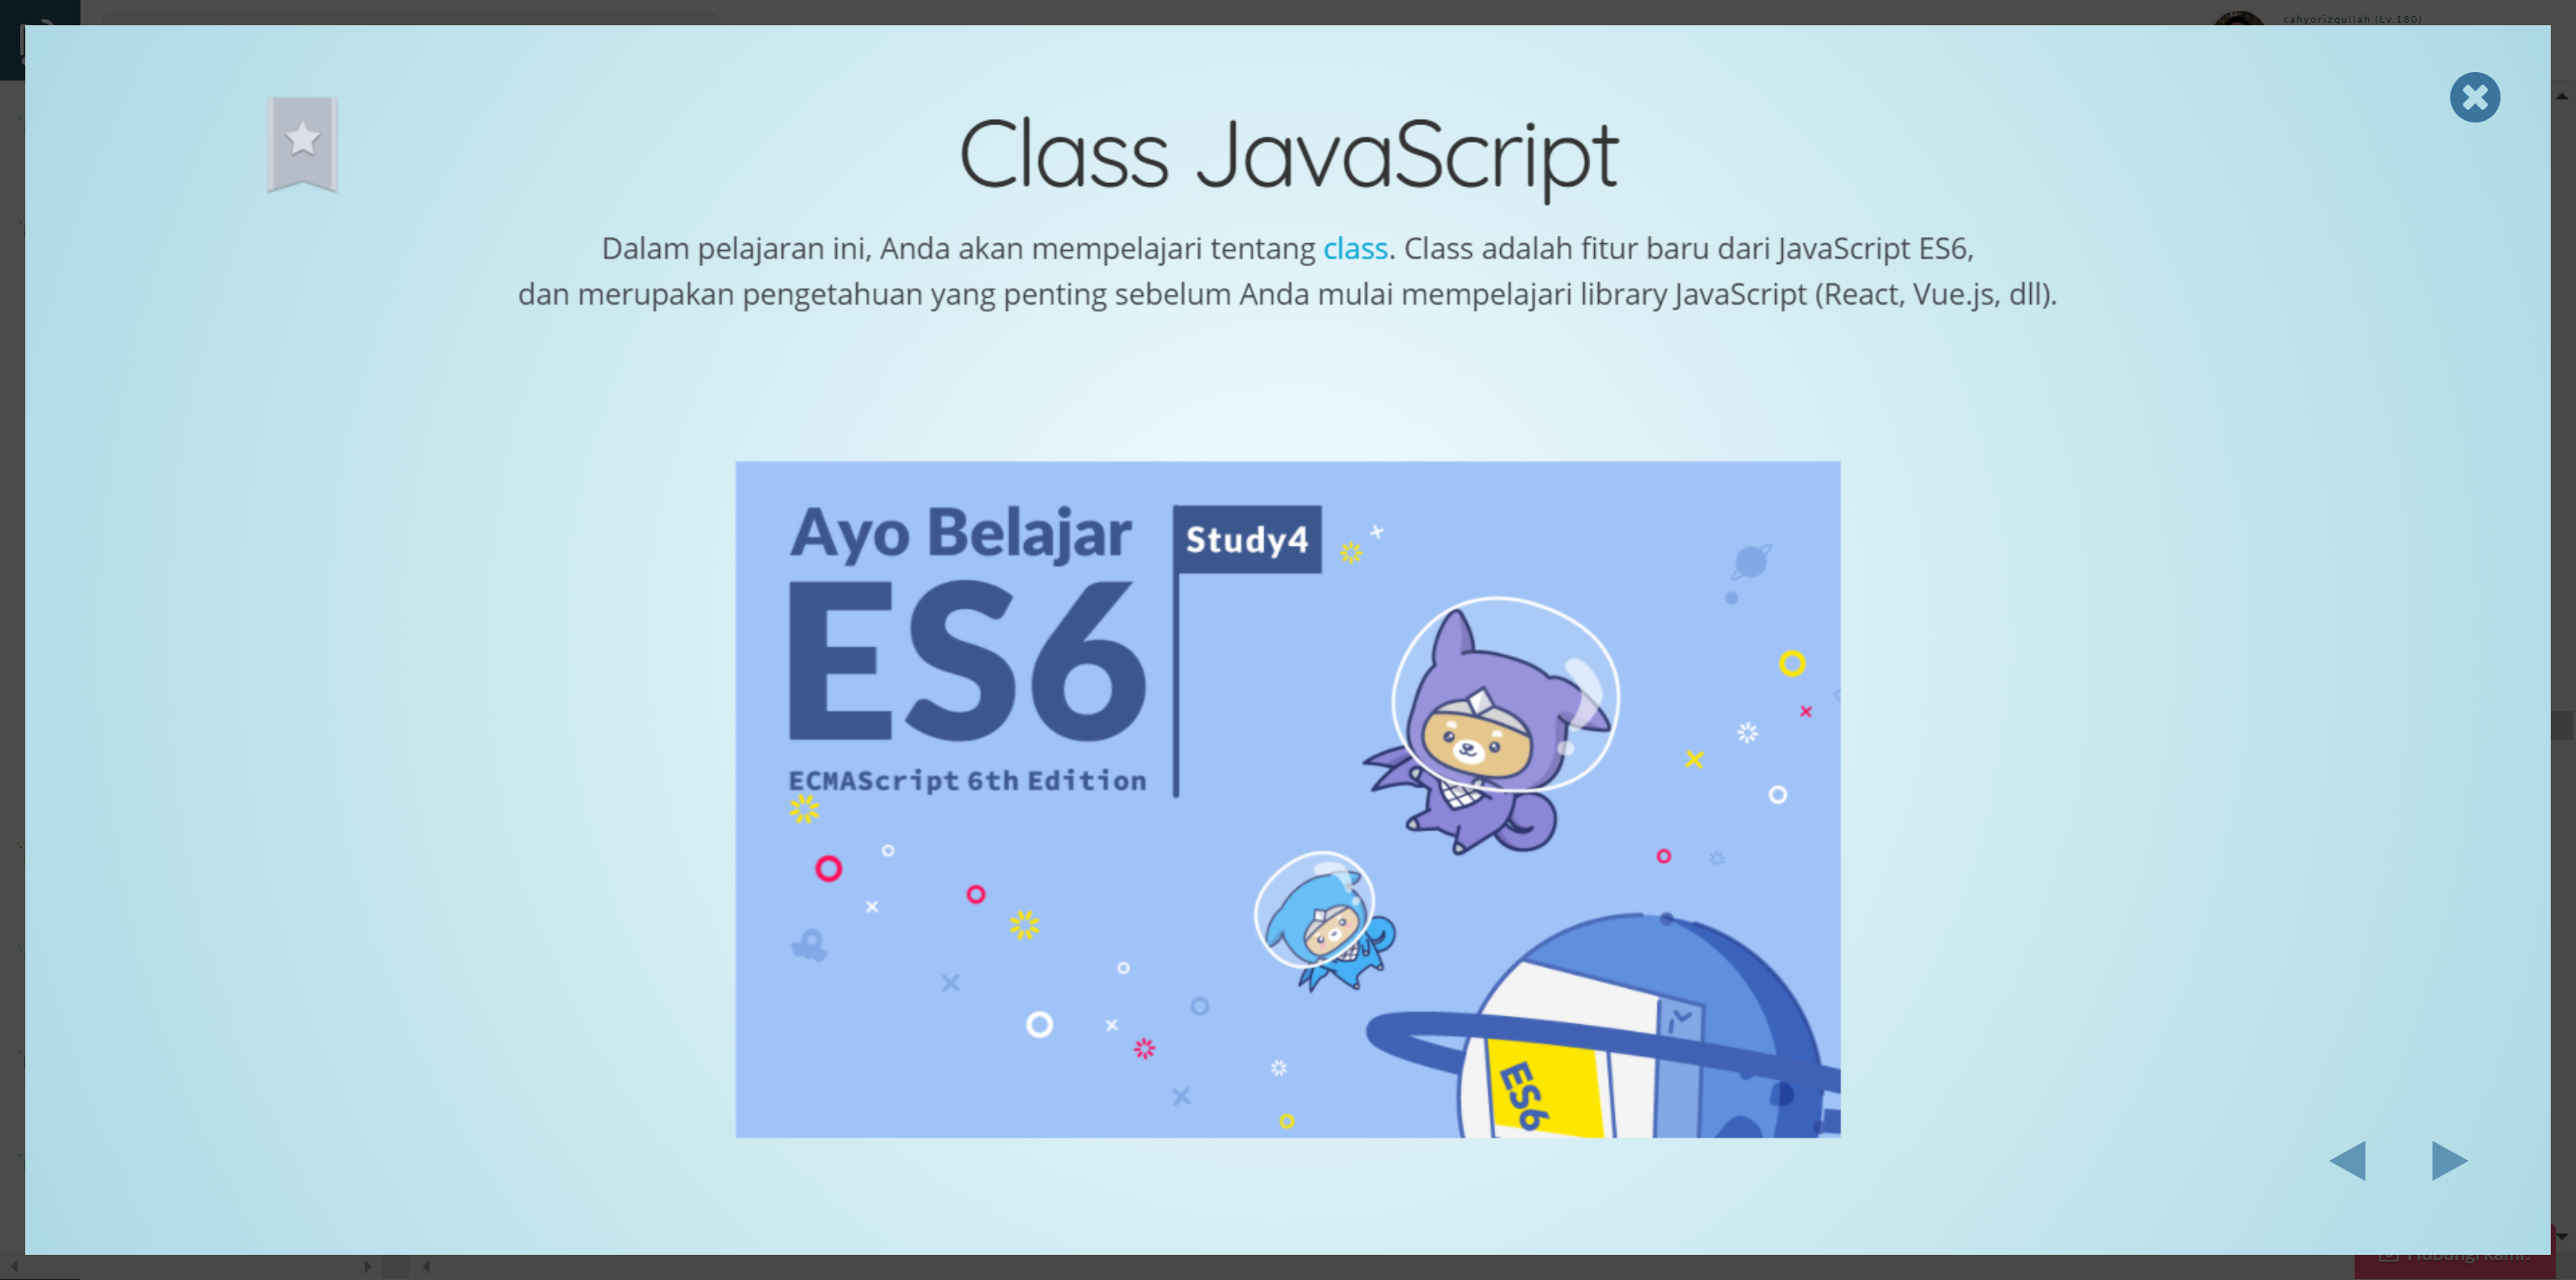 cahyorizqullah (Lv.180)
Class JavaScript
Dalam pelajaran ini, Anda akan mempelajari tentang class. Class adalah fitur baru dari JavaScript ES6,
dan merupakan pengetahuan yang penting sebelum Anda mulai mempelajari library JavaScript (React, Vue.js, dll).
Ayo Belajar
Study4
ES6
ECMAScript 6th Edition
ES6
Hubungi kami!